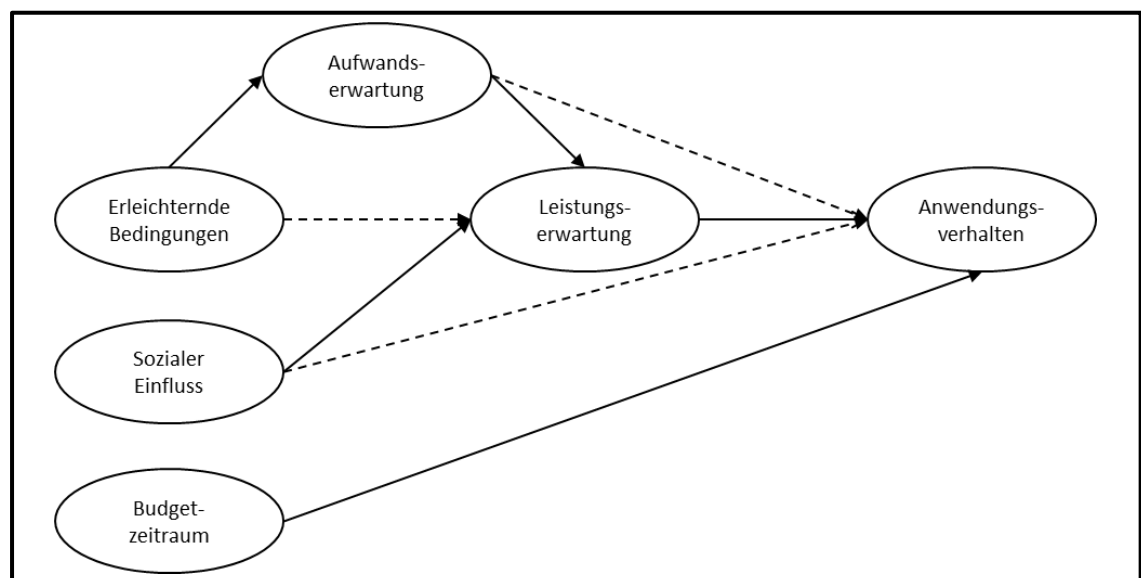 Aufwands-
erwartung
Erleichternde
Bedingungen
Leistungs-
erwartung
Anwendungs-
verhalten
Sozialer
Einfluss
Budget-
zeitraum